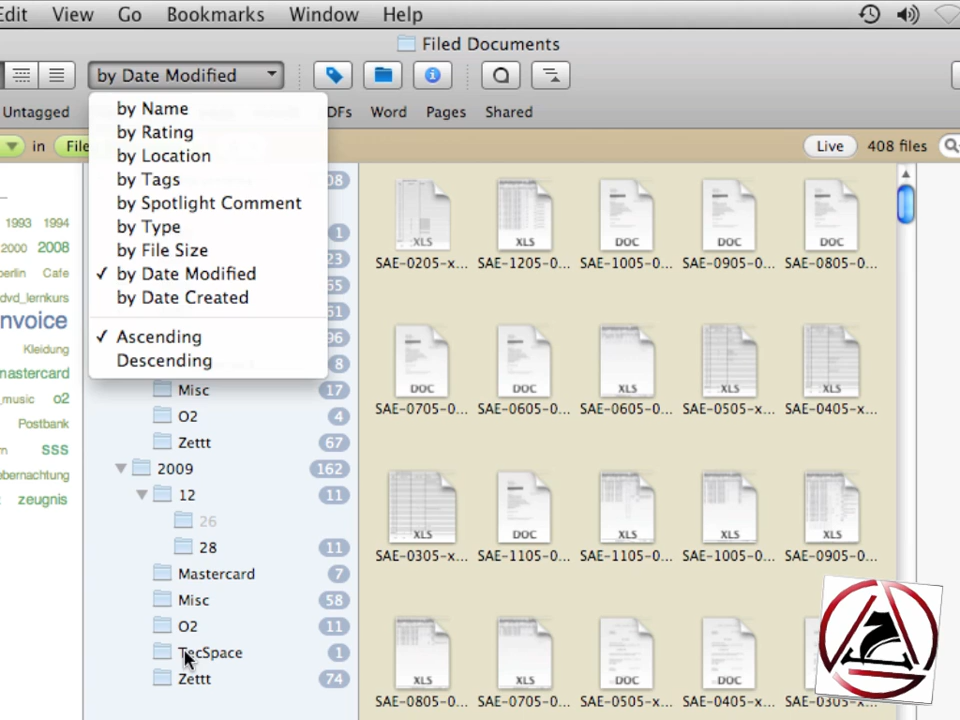 Edit View Go Bookmarks Window Help
Filed Documents
by Date Modified
Untagged
DFs Word Pages Shared
in File
Live 408 files
by Name
by Rating
by Location
by Tags
by Spotlight Comment
by Type
by File Size
✓ by Date Modified
by Date Created
✓ Ascending
Descending
1993 1994
2000 2008
erlin Cafe
dvd_lernkurs
nvoice
Kleidung
mastercard
_music o2
Postbank
rn sss
ebernachtung
t zeugnis
08
1
23
65
51
96
8
Misc 17
O2 4
Zettt 67
2009 162
12 11
26
28 11
Mastercard 7
Misc 58
O2 11
TecSpace 1
Zettt 74
XLS XLS DOC DOC DOC
SAE-0205-x... SAE-1205-0... SAE-1005-0... SAE-0905-0... SAE-0805-0...
DOC DOC XLS XLS XLS
SAE-0705-0... SAE-0605-0... SAE-0605-0... SAE-0505-x... SAE-0405-x...
XLS DOC XLS XLS XLS
SAE-0305-x... SAE-1105-0... SAE-1105-0... SAE-1005-0... SAE-0905-0...
XLS XLS DOC DOC
SAE-0805-0... SAE-0705-0... SAE-0505-x... SAE-0405-x... SAE-0305-x...